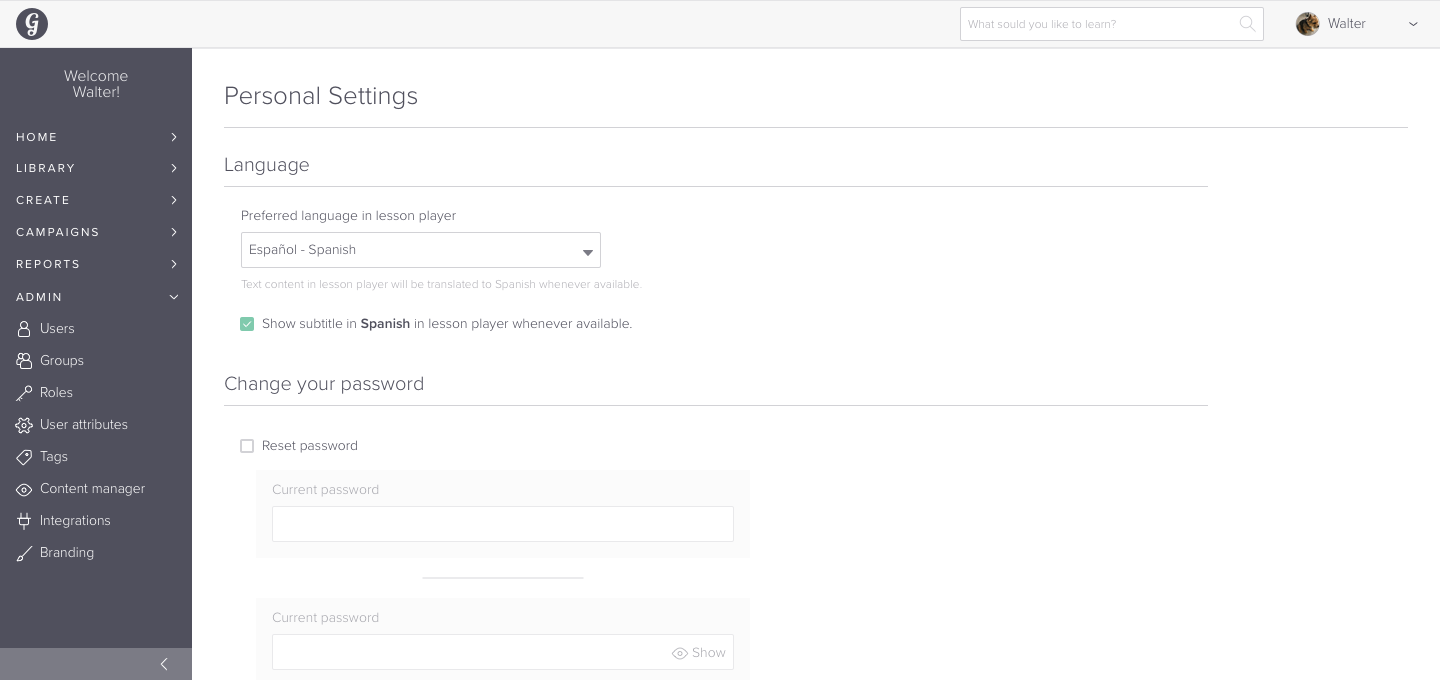 G
What sould you like to learn?
Walter
Welcome
Walter!
HOME
LIBRARY
CREATE
CAMPAIGNS
REPORTS
ADMIN
Users
Groups
Roles
User attributes
Tags
Content manager
Integrations
Branding
Personal Settings
Language
Preferred language in lesson player
Español - Spanish
Text content in lesson player will be translated to Spanish whenever available.
Show subtitle in Spanish in lesson player whenever available.
Change your password
Reset password
Current password
Current password
Show